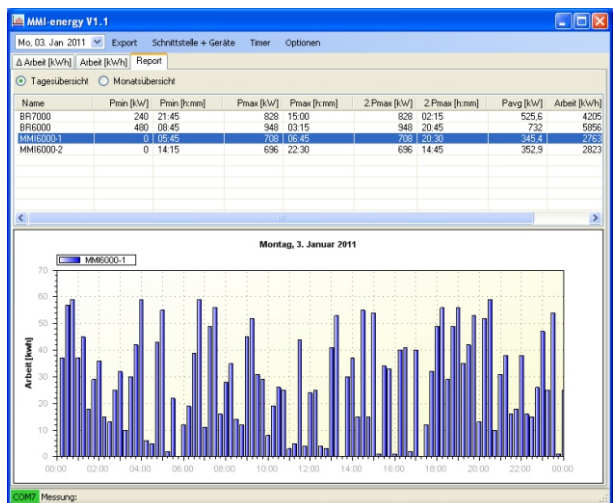 MMI-energy V1.1
Mo, 03. Jan 2011 Export Schnittstelle + Geräte Timer Optionen
Δ Arbeit [kWh] Arbeit [kWh] Report
Tagesübersicht Monatsübersicht
Name Pmin [kW] Pmin [h:mm] Pmax [kW] Pmax [h:mm] 2.Pmax [kW] 2.Pmax [h:mm] Pavg [kW] Arbeit [kWh]
BR7000 240 21:45 828 15:00 828 02:15 525,6 4205
BR6000 480 08:45 948 03:15 948 20:45 732 5856
MMI6000-1 0 05:45 708 06:45 708 20:30 345,4 2763
MMI6000-2 0 14:15 696 22:30 696 14:45 352,9 2823
Montag, 3. Januar 2011
MMI6000-1
70
60
50
40
30
20
10
0
Arbeit [kwh]
00:00 02:00 04:00 06:00 08:00 10:00 12:00 14:00 16:00 18:00 20:00 22:00 00:00
COM7 Messung: